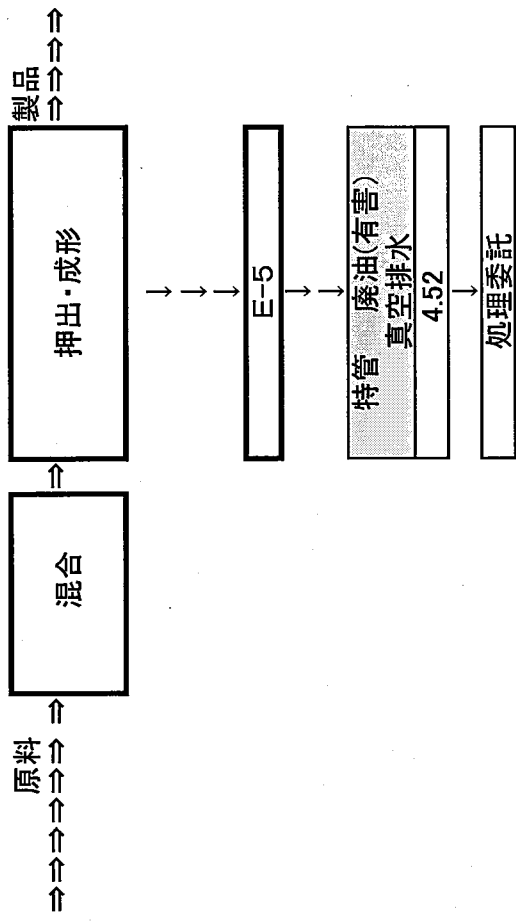 原料
⇒⇒⇒⇒⇒⇒ ⇒
混合
⇒
押出・成形
製品
⇒⇒⇒⇒
→→→
E-5
→→
特管 廃油(有害)
真空排水
4.52
→
処理委託